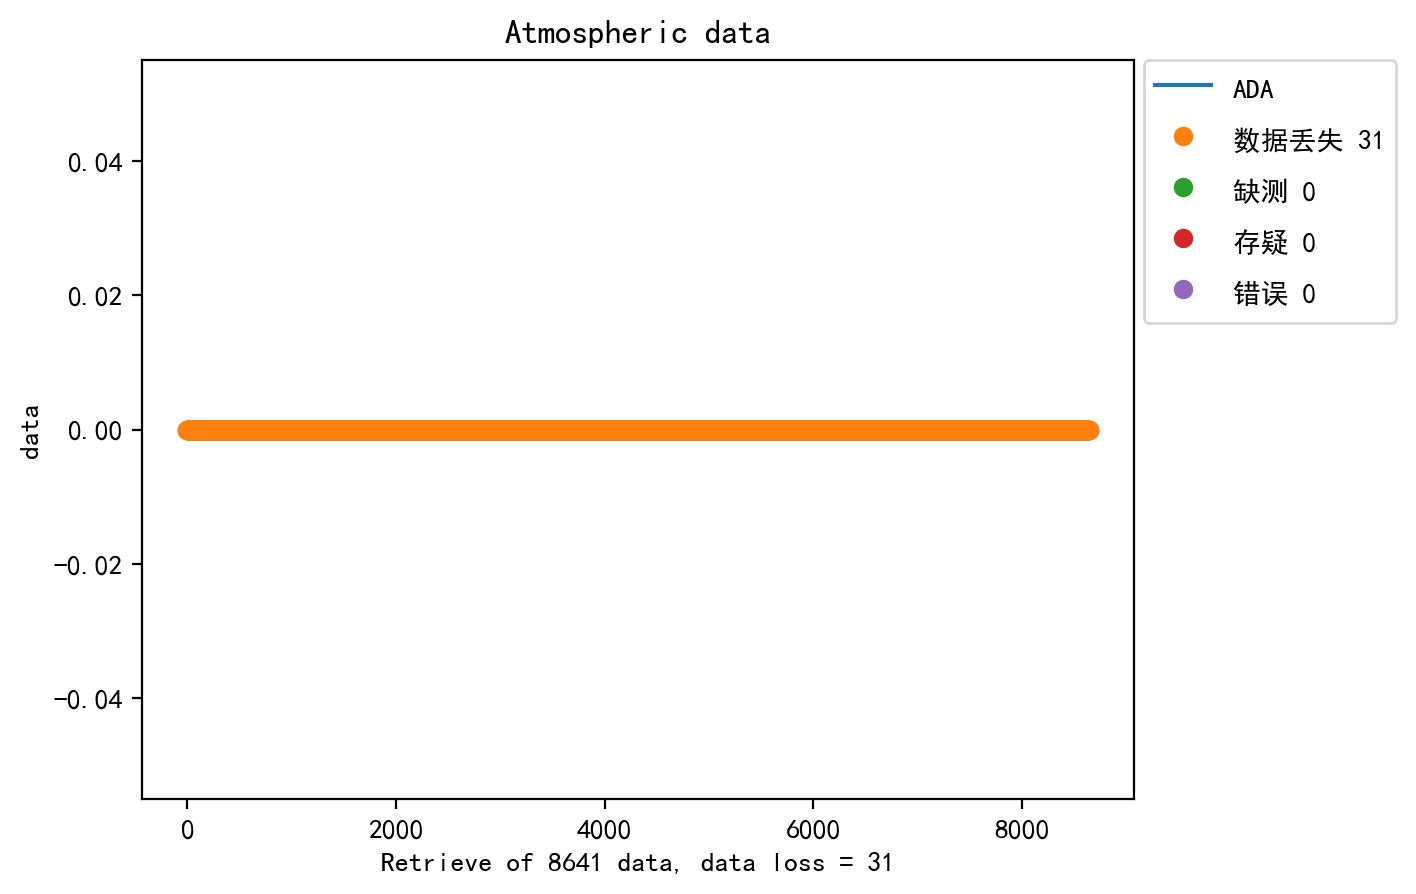 Atmospheric data
ADA
数据丢失 31
缺测 0
存疑 0
错误 0
0.04
0.02
0.00
-0.02
-0.04
data
0 2000 4000 6000 8000
Retrieve of 8641 data, data loss = 31